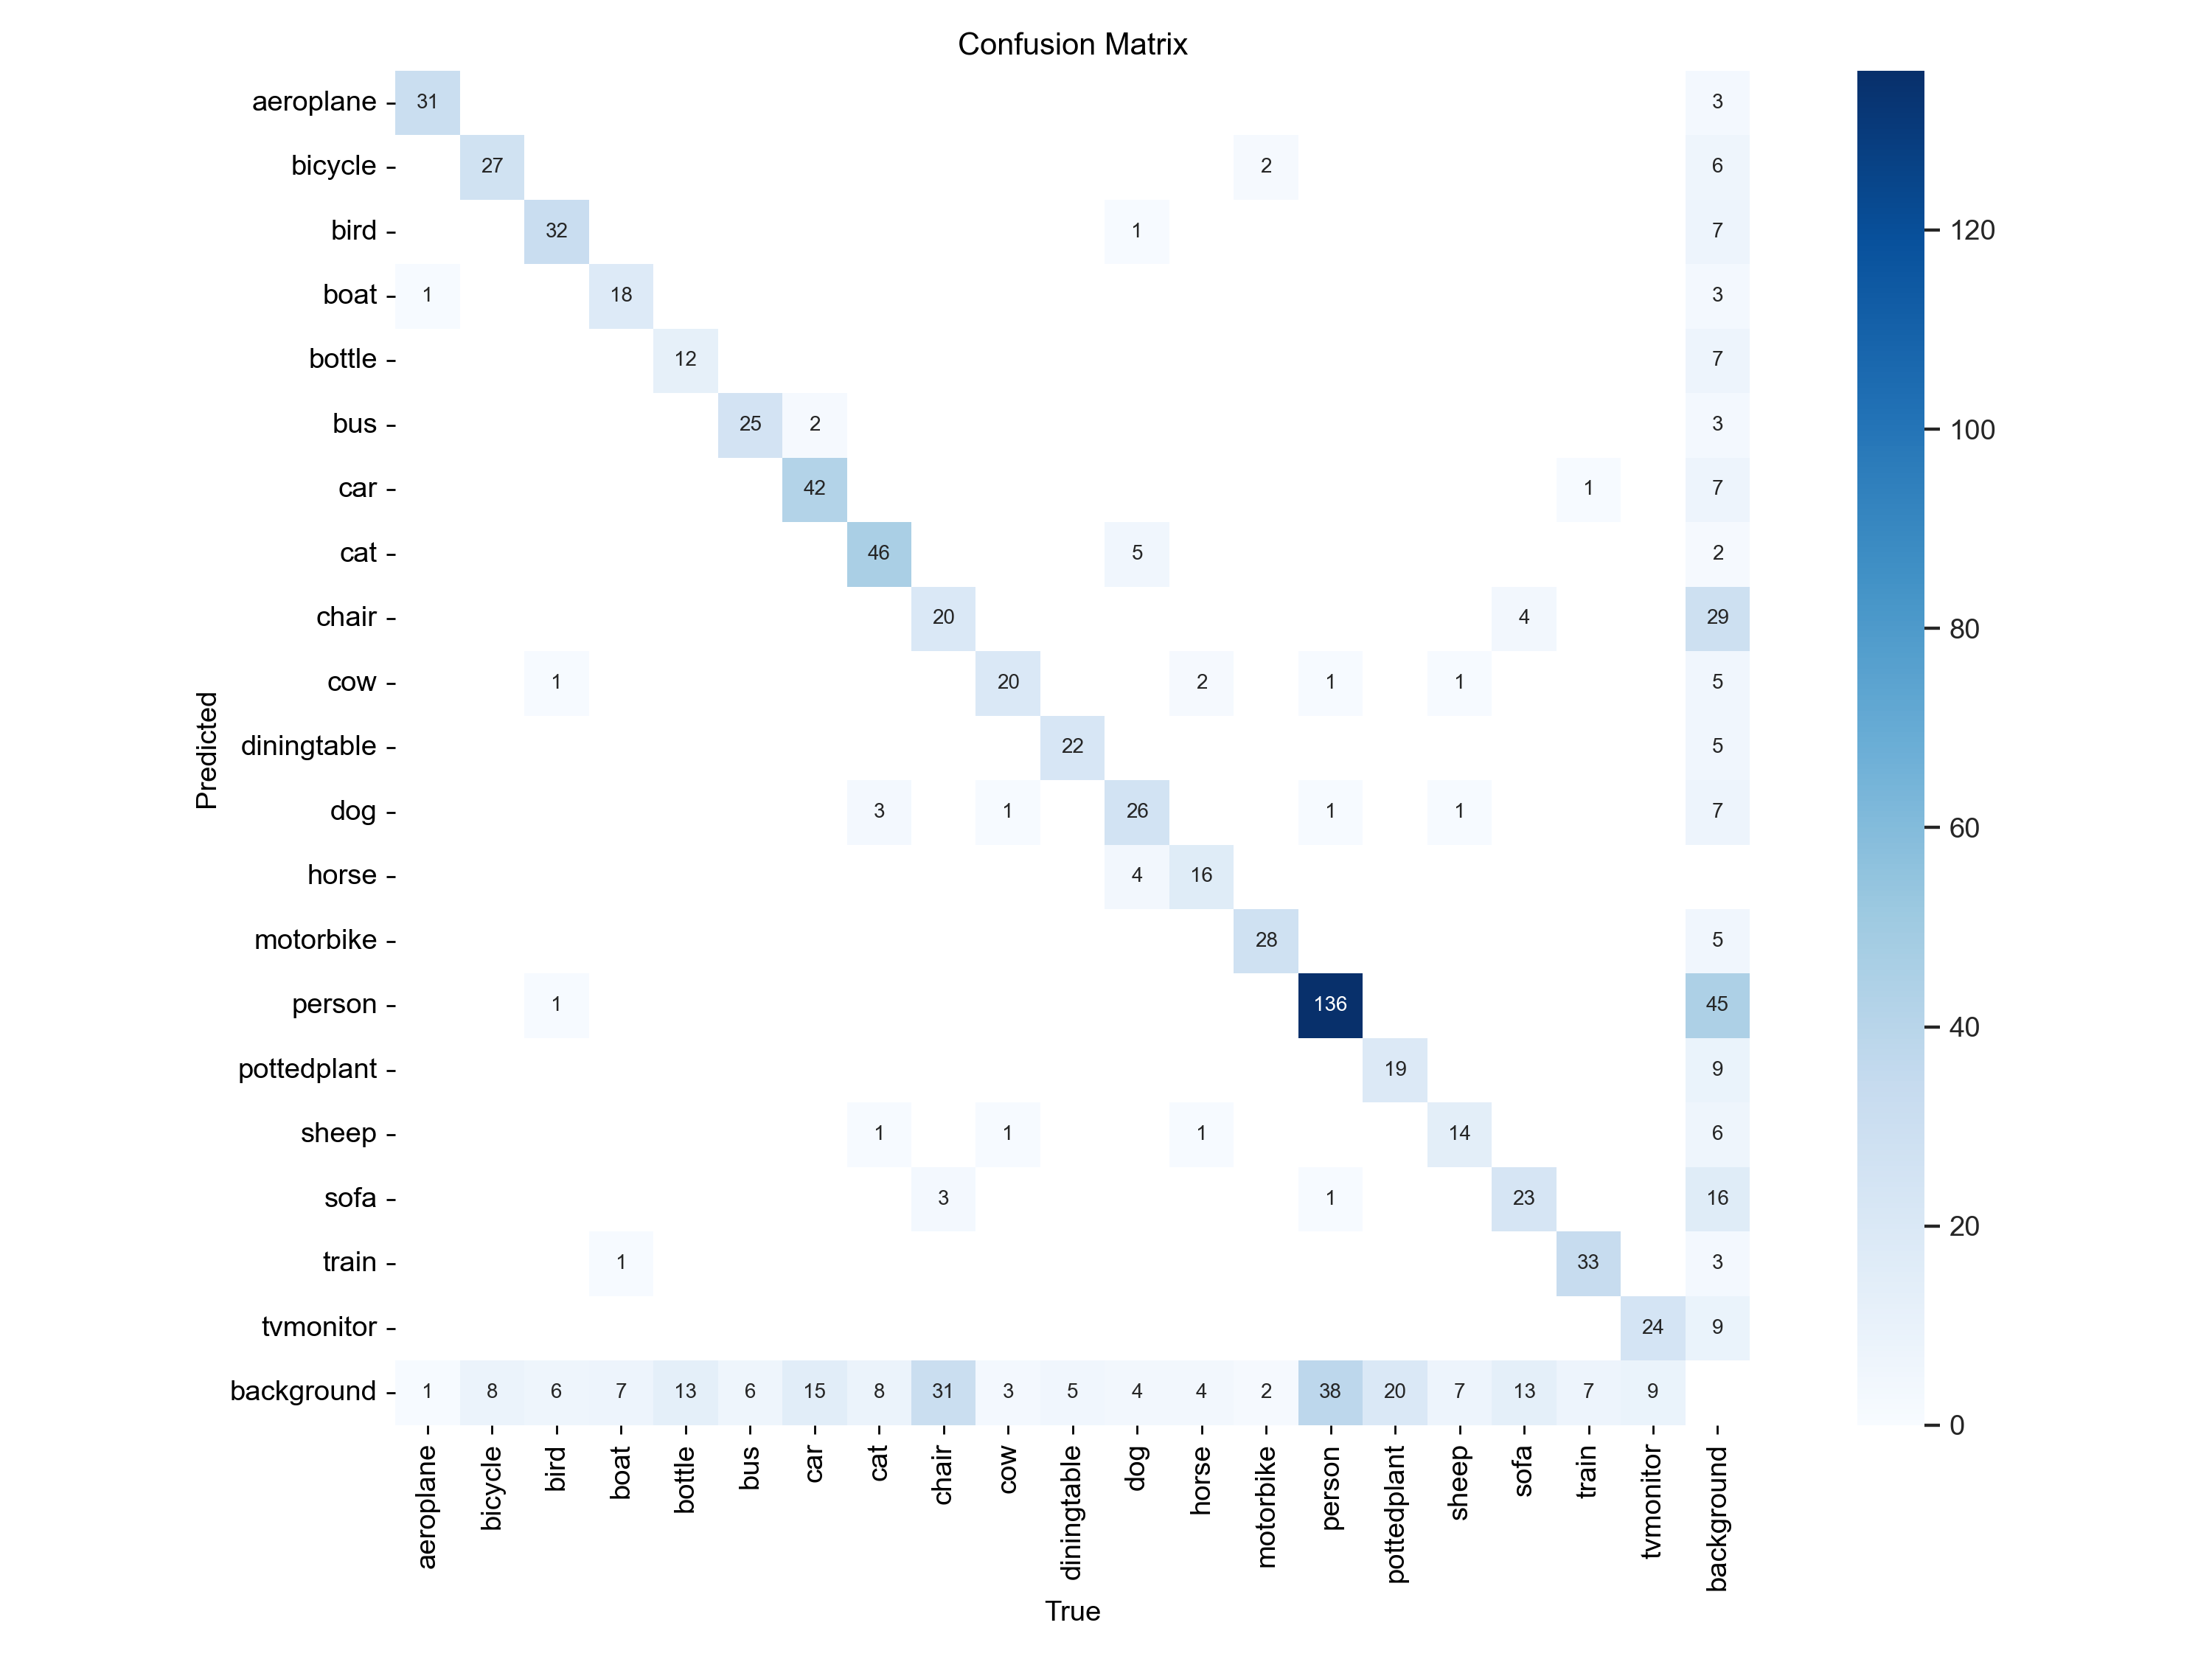 Confusion Matrix
aeroplane 31 3
bicycle 27 2 6
bird 32 1 7
boat 1 18 3
bottle 12 7
bus 25 2 3
car 42 1 7
cat 46 5 2
chair 20 4 29
cow 1 20 2 1 1 5
diningtable 22 5
dog 3 1 26 1 1 7
horse 4 16
motorbike 28 5
person 1 136 45
pottedplant 19 9
sheep 1 1 1 14 6
sofa 3 1 23 16
train 1 33 3
tvmonitor 24 9
background 1 8 6 7 13 6 15 8 31 3 5 4 4 2 38 20 7 13 7 9
Predicted
aeroplane
bicycle
bird
boat
bottle
bus
car
cat
chair
cow
diningtable
dog
horse
motorbike
person
pottedplant
sheep
sofa
train
tvmonitor
background
True
120
100
80
60
40
20
0